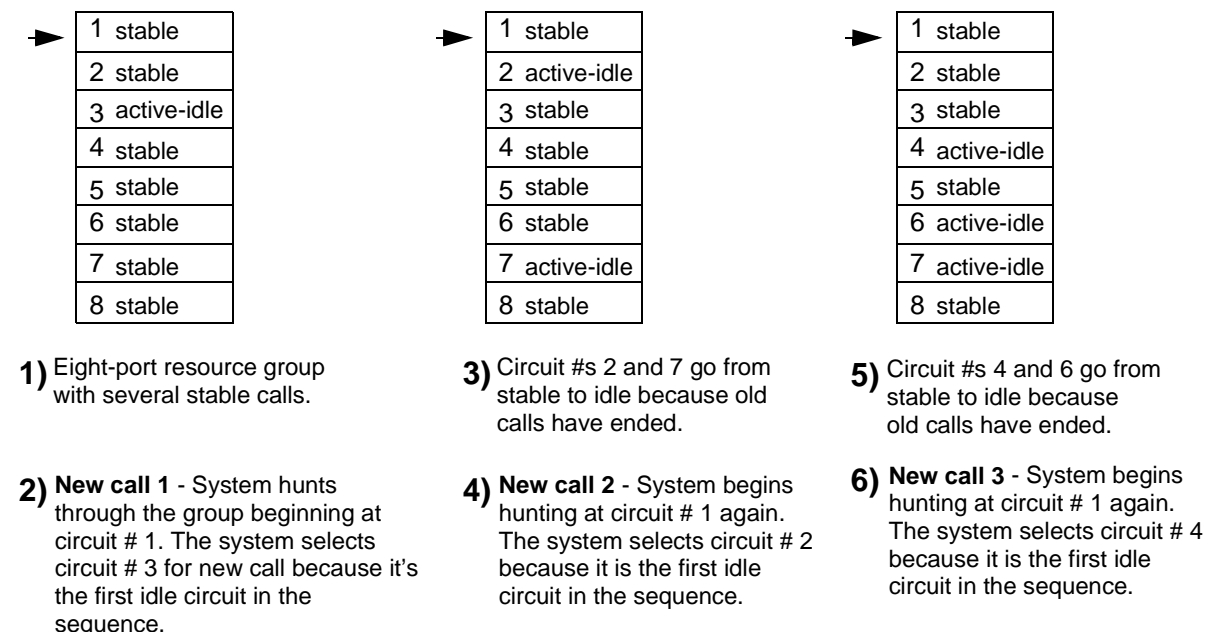 1 stable
2 stable
3 active-idle
4 stable
5 stable
6 stable
7 stable
8 stable
1) Eight-port resource group
with several stable calls.
2) New call 1 - System hunts
through the group beginning at
circuit # 1. The system selects
circuit # 3 for new call because it's
the first idle circuit in the
sequence.
1 stable
2 active-idle
3 stable
4 stable
5 stable
6 stable
7 active-idle
8 stable
3) Circuit #s 2 and 7 go from
stable to idle because old
calls have ended.
4) New call 2 - System begins
hunting at circuit # 1 again.
The system selects circuit # 2
because it is the first idle
circuit in the sequence.
1 stable
2 stable
3 stable
4 active-idle
5 stable
6 active-idle
7 active-idle
8 stable
5) Circuit #s 4 and 6 go from
stable to idle because
old calls have ended.
6) New call 3 - System begins
hunting at circuit # 1 again.
The system selects circuit # 4
because it is the first idle
circuit in the sequence.